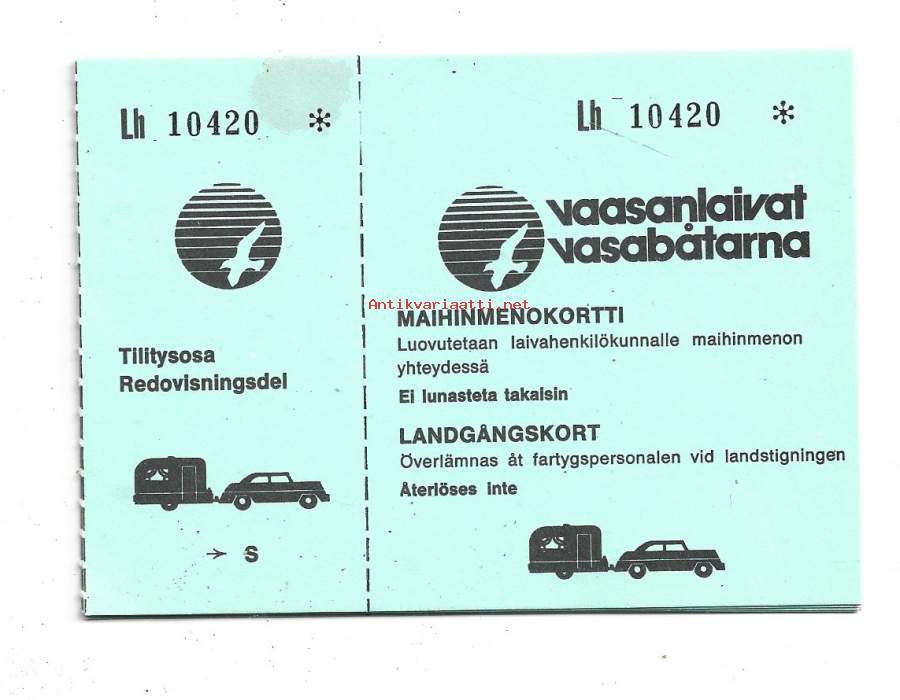 Lh 10420 *
Tilitysosa
Redovisningsdel
→ S
Lh 10420 *
vaasanlaivat
vasabåtarna
Antikvariaatti.net
MAIHINMENOKORTTI
Luovutetaan laivahenkilökunnalle maihinmenon
yhteydessä
Ei lunasteta takaisin
LANDGÅNGSKORT
Överlämnas åt fartygspersonalen vid landstigningen
Återlöses inte